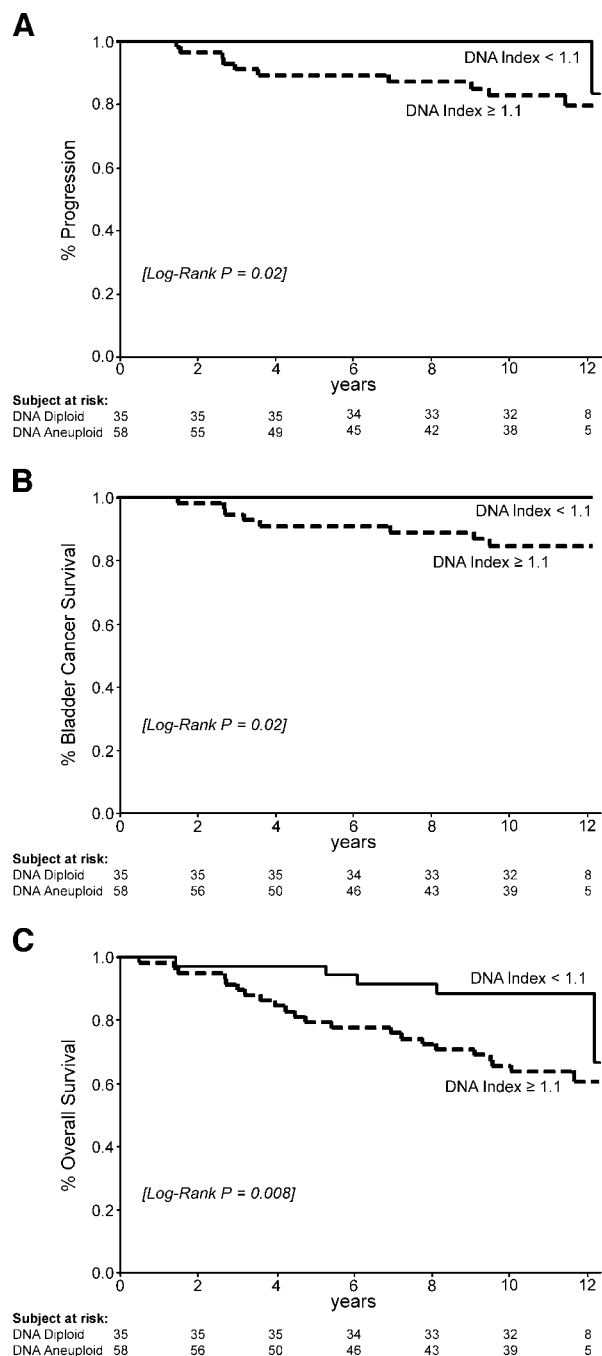 A
1.0
DNA Index < 1.1
0.8
DNA Index ≥ 1.1
0.6
% Progression
0.4
[Log-Rank P = 0.02]
0.2
0.0
0 2 4 6 8 10 12
years
Subject at risk:
DNA Diploid 35 35 35 34 33 32 8
DNA Aneuploid 58 55 49 45 42 38 5
B
1.0
DNA Index < 1.1
0.8
DNA Index ≥ 1.1
0.6
% Bladder Cancer Survival
0.4
[Log-Rank P = 0.02]
0.2
0.0
0 2 4 6 8 10 12
years
Subject at risk:
DNA Diploid 35 35 35 34 33 32 8
DNA Aneuploid 58 56 50 46 43 39 5
C
1.0
DNA Index < 1.1
0.8
0.6
DNA Index ≥ 1.1
% Overall Survival
0.4
[Log-Rank P = 0.008]
0.2
0.0
0 2 4 6 8 10 12
years
Subject at risk:
DNA Diploid 35 35 35 34 33 32 8
DNA Aneuploid 58 56 50 46 43 39 5